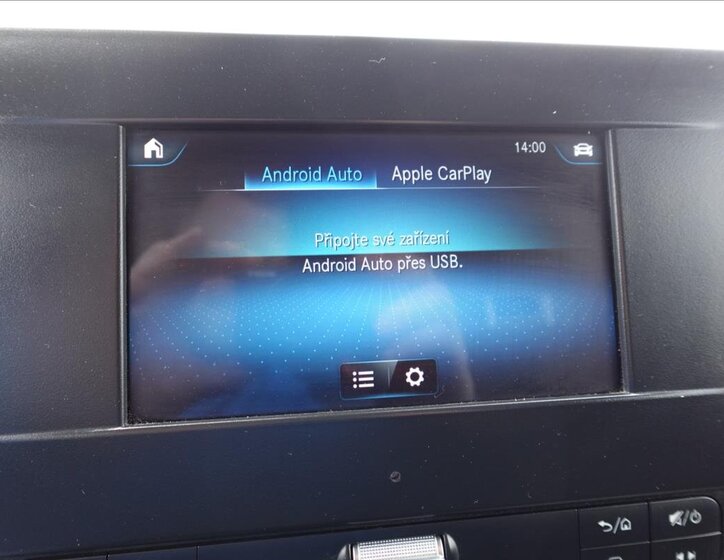 14:00
Android Auto Apple CarPlay
Připojte své zařízení
Android Auto přes USB.